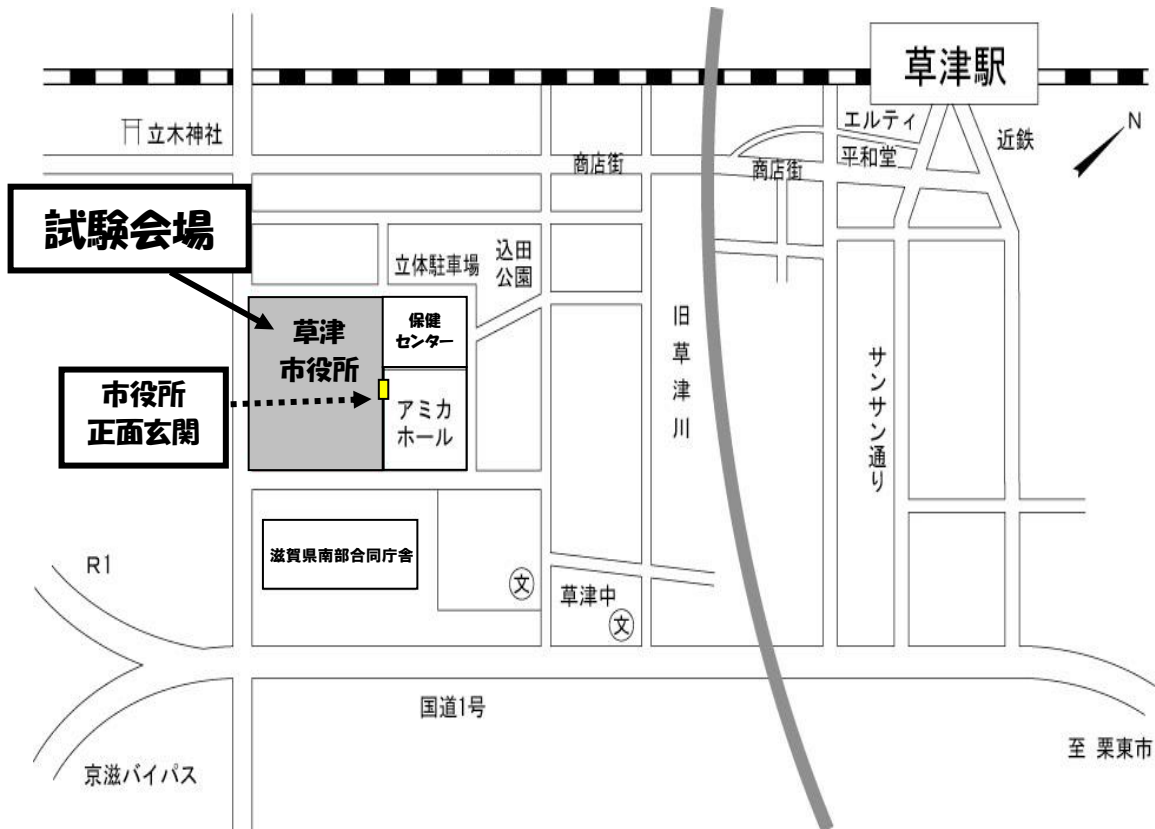 草津駅
エルティ
平和堂
近鉄
N
立木神社
商店街
商店街
試験会場
立体駐車場
込田
公園
草津
市役所
保健
センター
市役所
正面玄関
アミカ
ホール
旧草津川
サンサン通り
滋賀県南部合同庁舎
R1
文
草津中
文
国道1号
至 栗東市
京滋バイパス